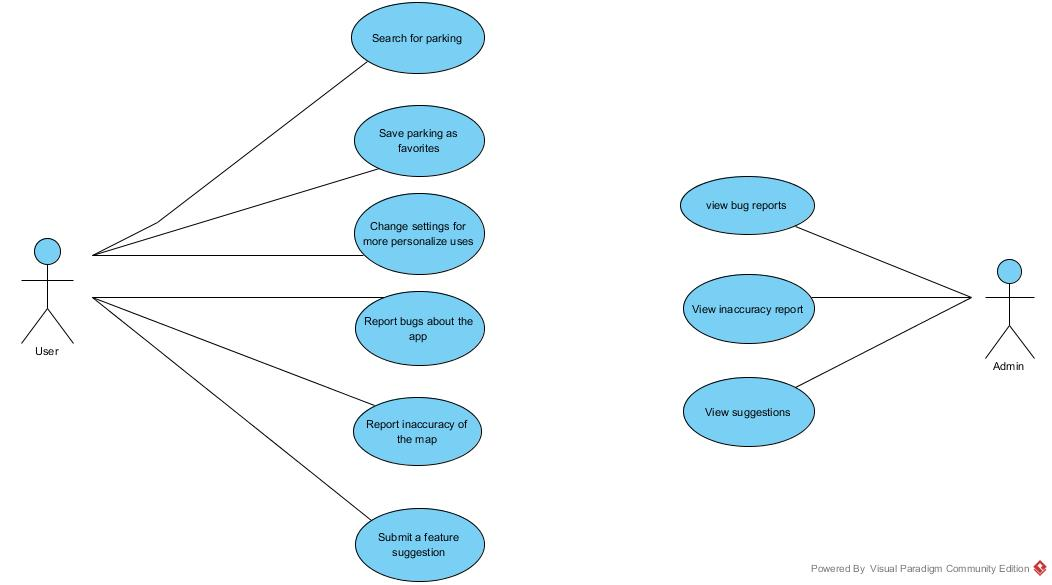 Search for parking
Save parking as
favorites
Change settings for
more personalize uses
User
Report bugs about the
app
Report inaccuracy of
the map
Submit a feature
suggestion
view bug reports
View inaccuracy report
View suggestions
Admin
Powered By Visual Paradigm Community Edition